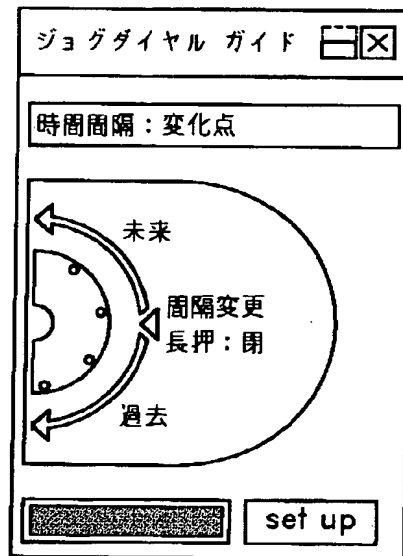 ジョグダイヤル ガイド
時間間隔：変化点
未来
間隔変更
長押：閉
過去
set up